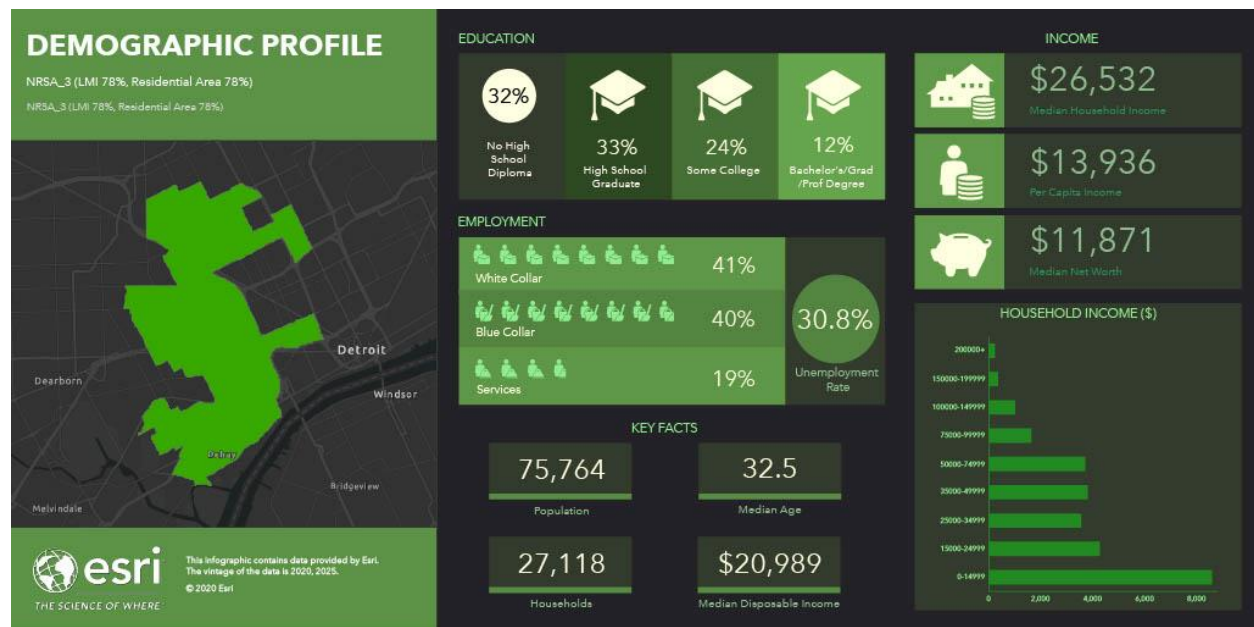 DEMOGRAPHIC PROFILE
NRSA_3 (LMI 78%, Residential Area 78%)
NRSA_3 (LMI 78%, Residential Area 78%)
Detroit
Dearborn
Windsor
Delray
Bridgeview
Melvindale
esri
THE SCIENCE OF WHERE
This infographic contains data provided by Esri.
The vintage of the data is 2020, 2025.
© 2020 Esri
EDUCATION
32%
No High
School
Diploma
33%
High School
Graduate
24%
Some College
12%
Bachelor's/Grad
/Prof Degree
EMPLOYMENT
White Collar
41%
Blue Collar
40%
Services
19%
30.8%
Unemployment
Rate
KEY FACTS
75,764
Population
32.5
Median Age
27,118
Households
$20,989
Median Disposable Income
INCOME
$26,532
Median Household Income
$13,936
Per Capita Income
$11,871
Median Net Worth
HOUSEHOLD INCOME ($)
200000+
150000-199999
100000-149999
75000-99999
50000-74999
35000-49999
25000-34999
15000-24999
0-14999
0 2,000 4,000 6,000 8,000